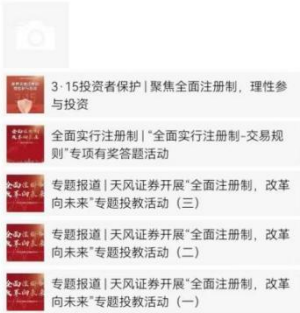 3·15投资者保护|聚焦全面注册制，理性参
与投资
全面实行注册制|“全面实行注册制-交易规
则”专项有奖答题活动
专题报道|天风证券开展“全面注册制，改革
向未来”专题投教活动（三）
专题报道|天风证券开展“全面注册制，改革
向未来”专题投教活动（二）
专题报道|天风证券开展“全面注册制，改革
向未来”专题投教活动（一）